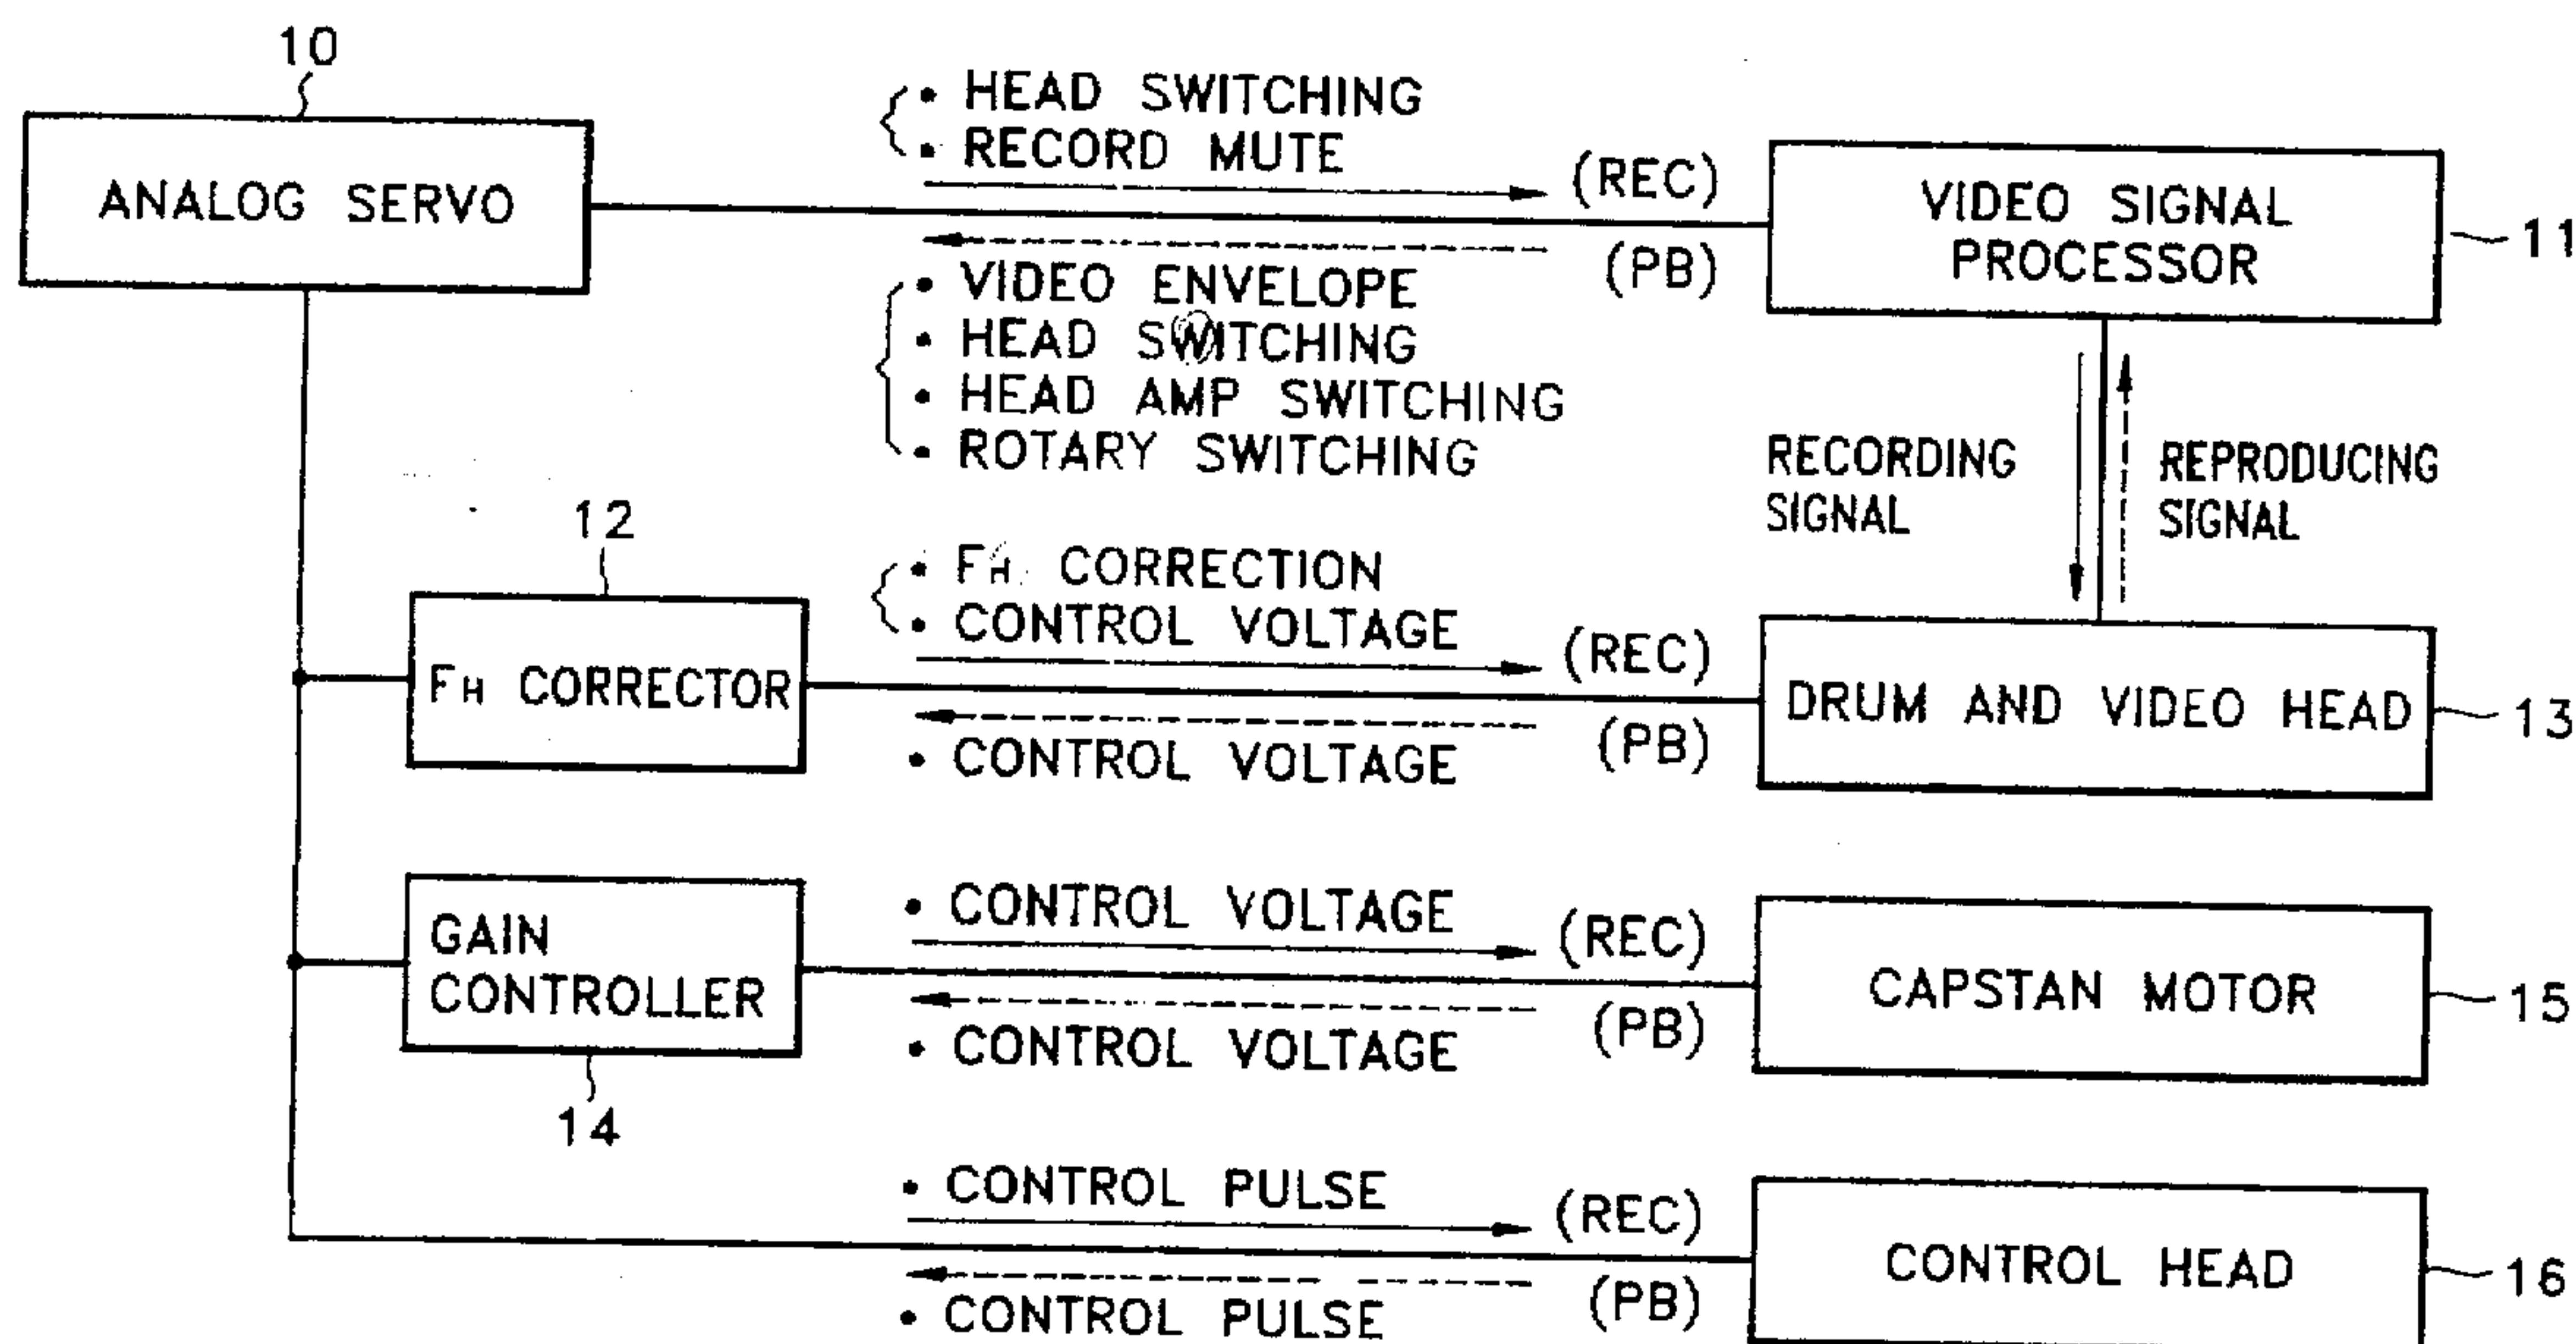 10
ANALOG SERVO
• HEAD SWITCHING
• RECORD MUTE
(REC)
(PB)
• VIDEO ENVELOPE
• HEAD SWITCHING
• HEAD AMP SWITCHING
• ROTARY SWITCHING
VIDEO SIGNAL
PROCESSOR
11
RECORDING
SIGNAL
REPRODUCING
SIGNAL
12
FH CORRECTOR
• FH CORRECTION
• CONTROL VOLTAGE
(REC)
(PB)
• CONTROL VOLTAGE
DRUM AND VIDEO HEAD
13
GAIN
CONTROLLER
14
• CONTROL VOLTAGE
(REC)
(PB)
• CONTROL VOLTAGE
CAPSTAN MOTOR
15
• CONTROL PULSE
(REC)
(PB)
• CONTROL PULSE
CONTROL HEAD
16